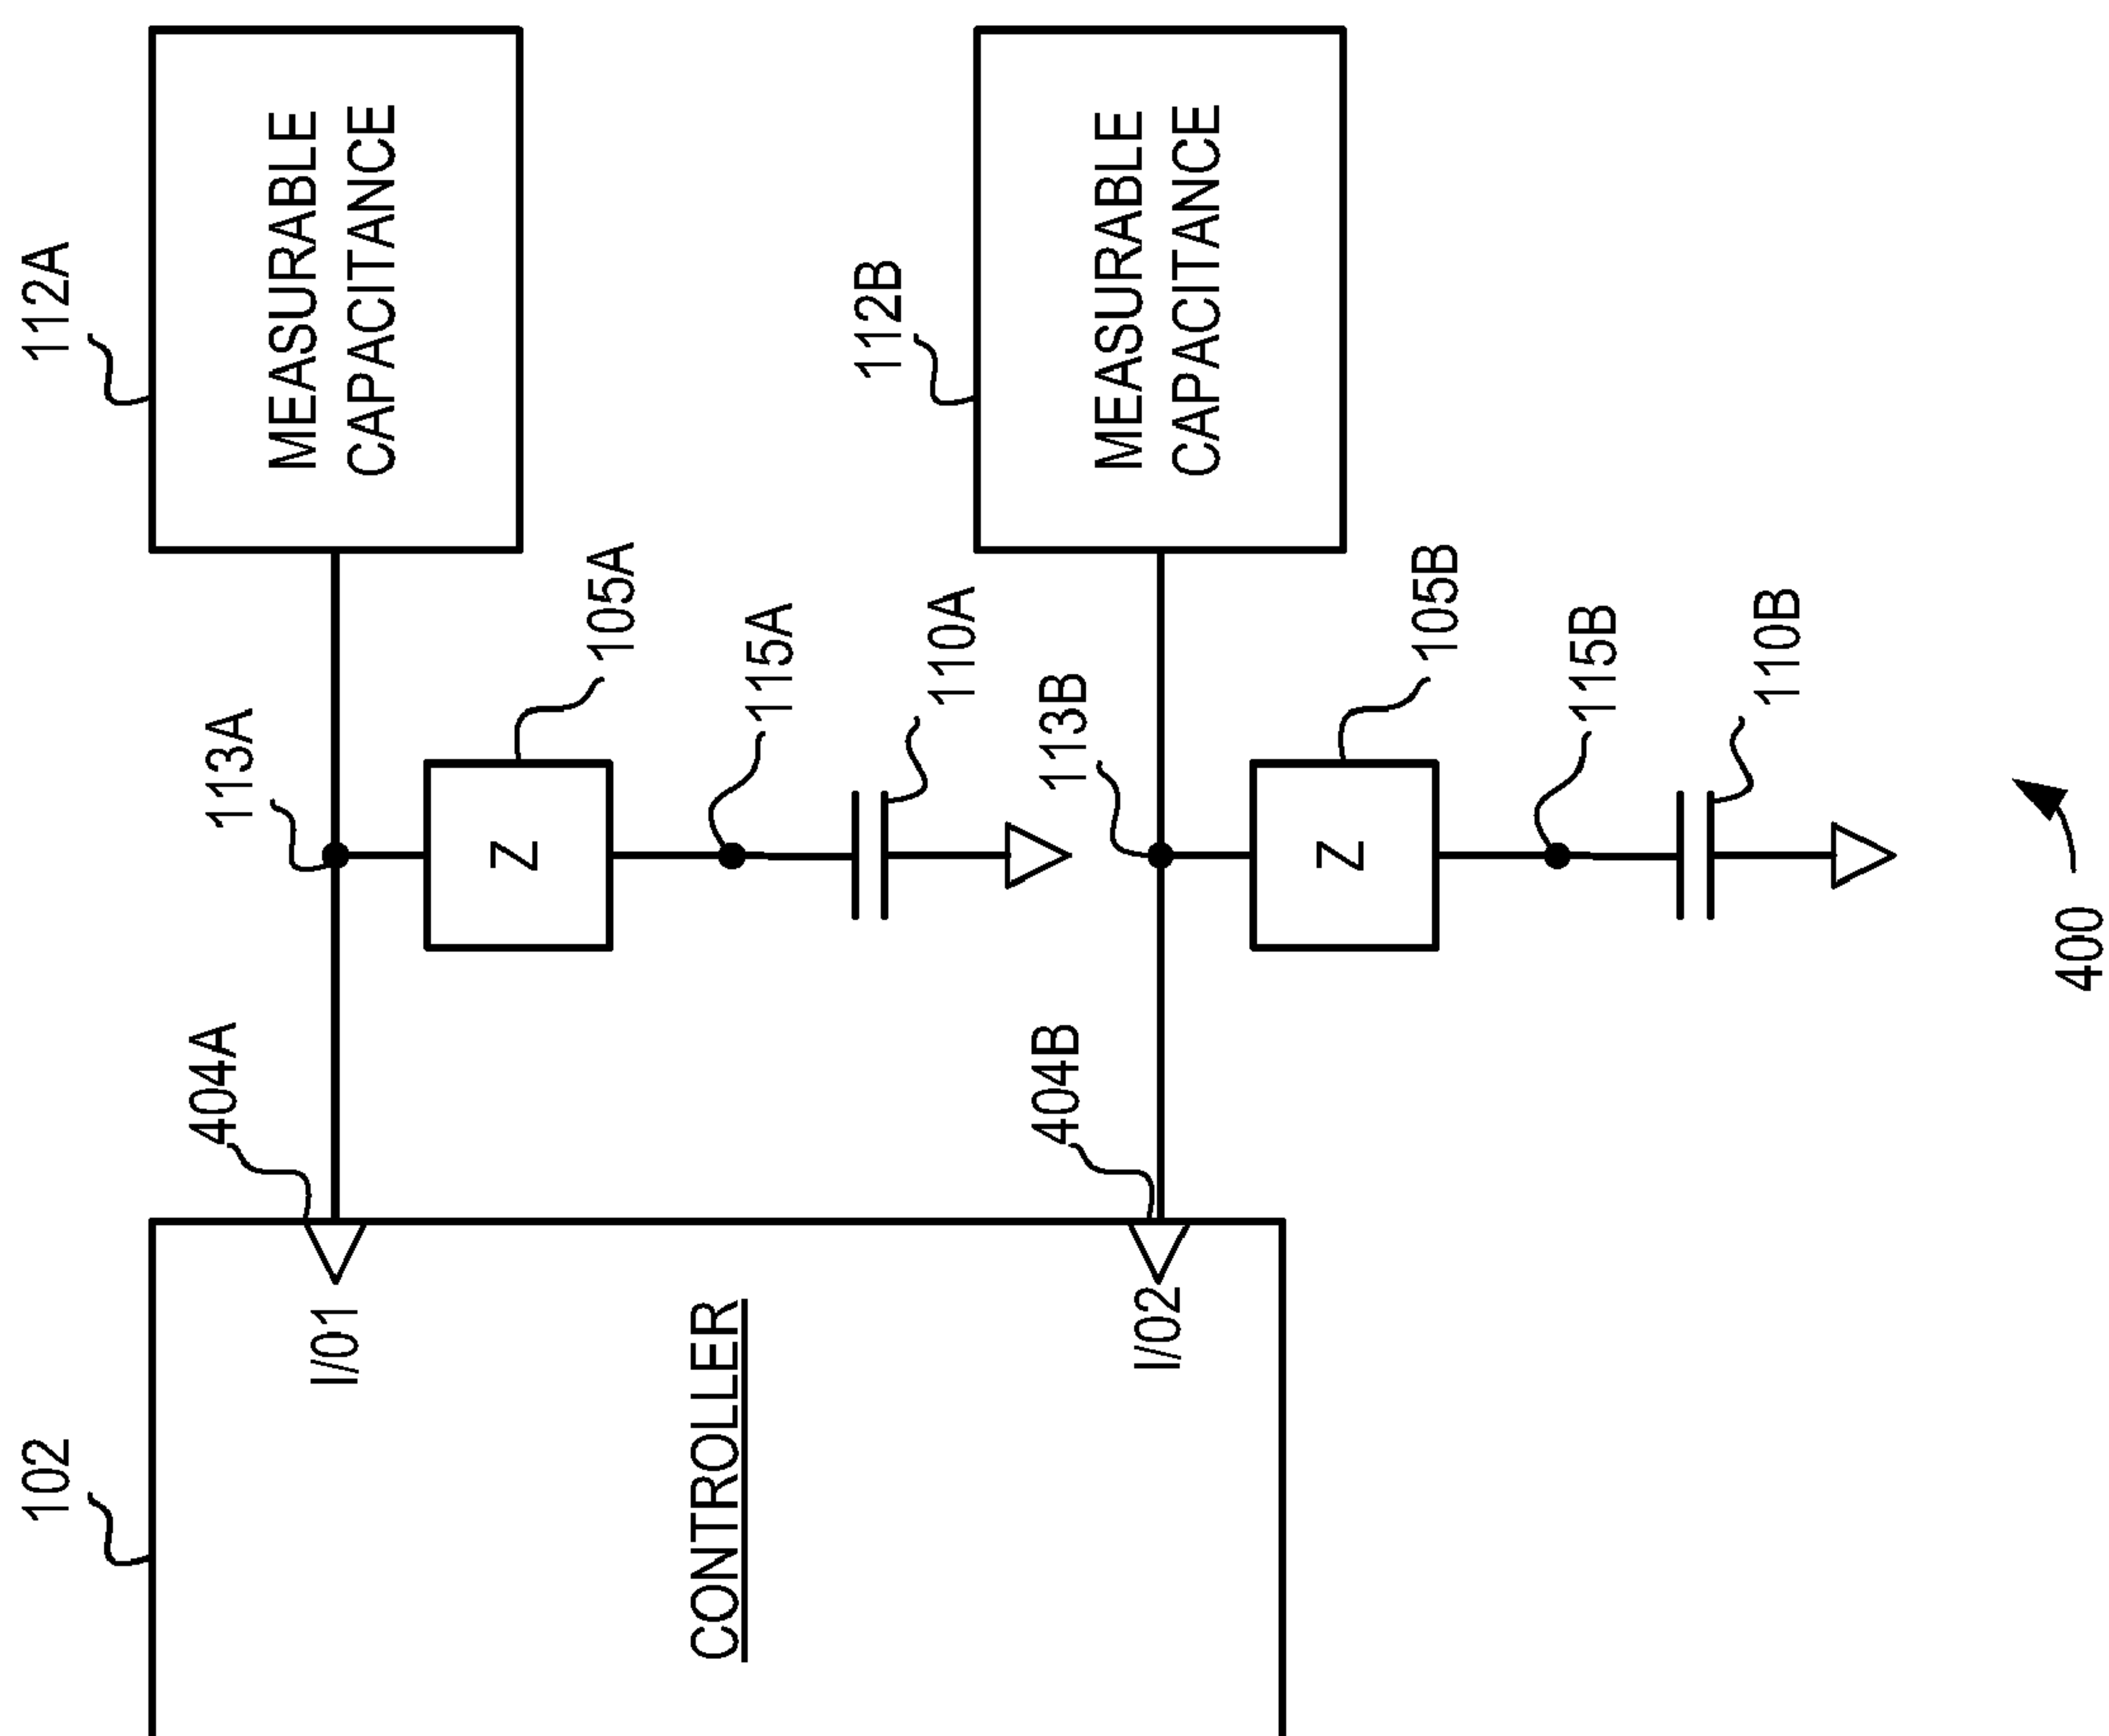 102
CONTROLLER
I/01
I/02
404A
404B
113A
Z
105A
115A
110A
113B
Z
105B
115B
110B
112A
MEASURABLE
CAPACITANCE
112B
MEASURABLE
CAPACITANCE
400